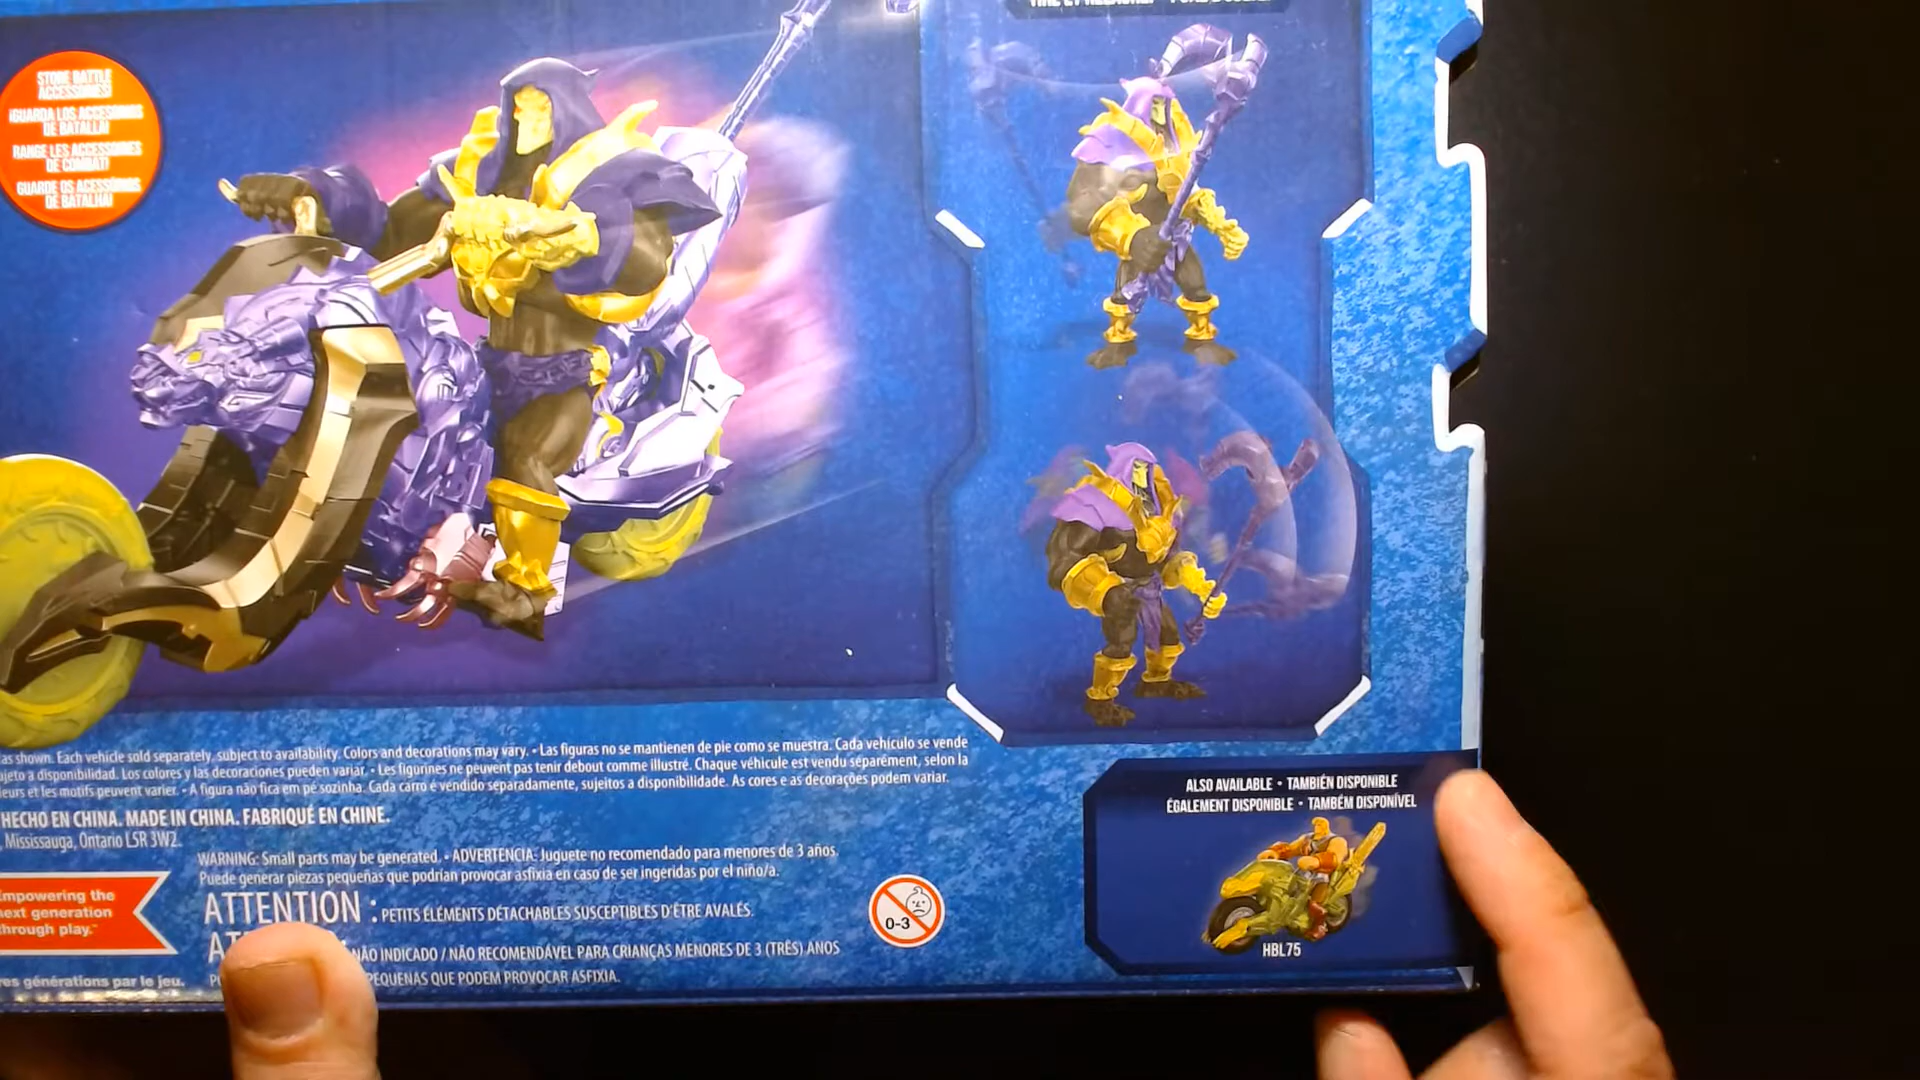 STORE BATTLE
ACCESSORIES!
¡GUARDA LOS ACCESORIOS
DE BATALLA!
RANGE LES ACCESSOIRES
DE COMBAT!
GUARDE OS ACESSÓRIOS
DE BATALHA!
as shown. Each vehicle sold separately, subject to availability. Colors and decorations may vary. • Las figuras no se mantienen de pie como se muestra. Cada vehículo se vende
a disponibilidad. Los colores y las decoraciones pueden variar. • Les figurines ne peuvent pas tenir debout comme illustré. Chaque véhicule est vendu séparément, selon la
et les motifs peuvent varier. • A figura não fica em pé sozinha. Cada carro é vendido separadamente, sujeitos a disponibilidade. As cores e as decorações podem variar.
HECHO EN CHINA. MADE IN CHINA. FABRIQUÉ EN CHINE.
, Mississauga, Ontario L5R 3W2.
WARNING: Small parts may be generated. • ADVERTENCIA: Juguete no recomendado para menores de 3 años.
Puede generar piezas pequeñas que podrían provocar asfixia en caso de ser ingeridas por el niño/a.
Empowering the
next generation
through play.™
ATTENTION : PETITS ÉLÉMENTS DÉTACHABLES SUSCEPTIBLES D'ÊTRE AVALÉS.
NÃO INDICADO / NÃO RECOMENDÁVEL PARA CRIANÇAS MENORES DE 3 (TRÊS) ANOS
générations par le jeu.
PEQUENAS QUE PODEM PROVOCAR ASFIXIA.
0-3
ALSO AVAILABLE • TAMBIÉN DISPONIBLE
ÉGALEMENT DISPONIBLE • TAMBÉM DISPONÍVEL
HBL75